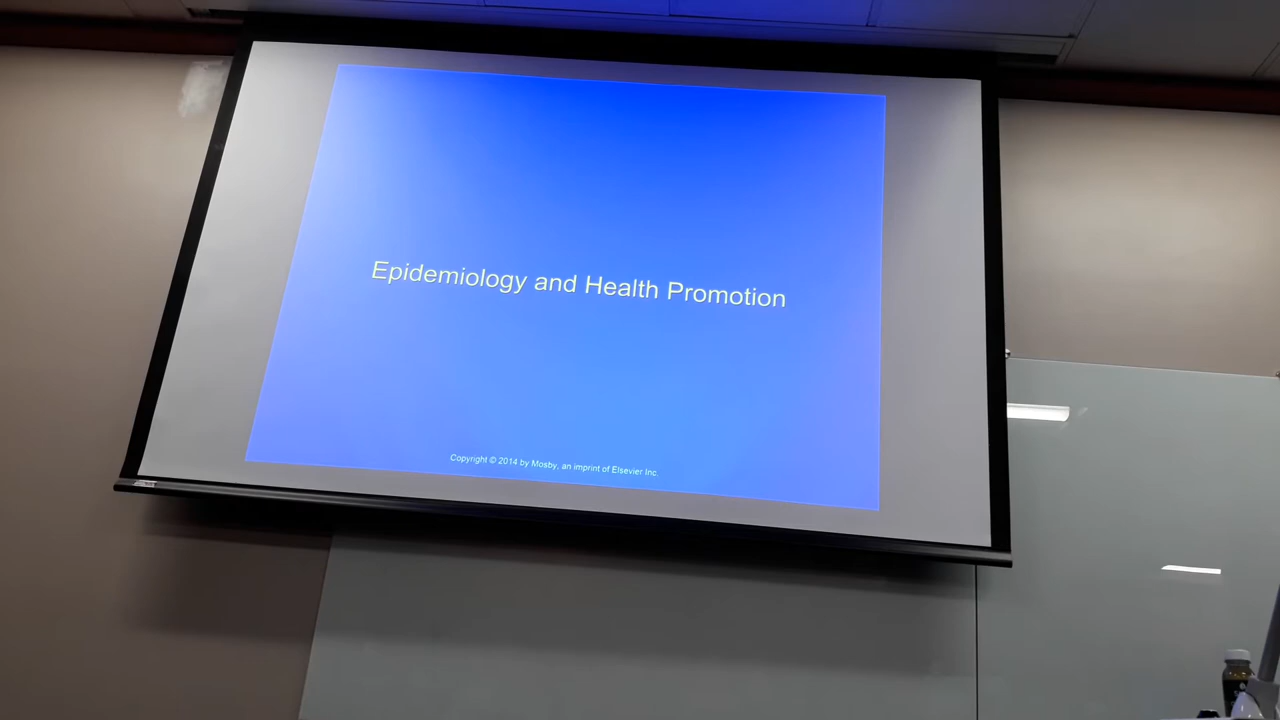 Epidemiology and Health Promotion
Copyright © 2014 by Mosby, an imprint of Elsevier Inc.